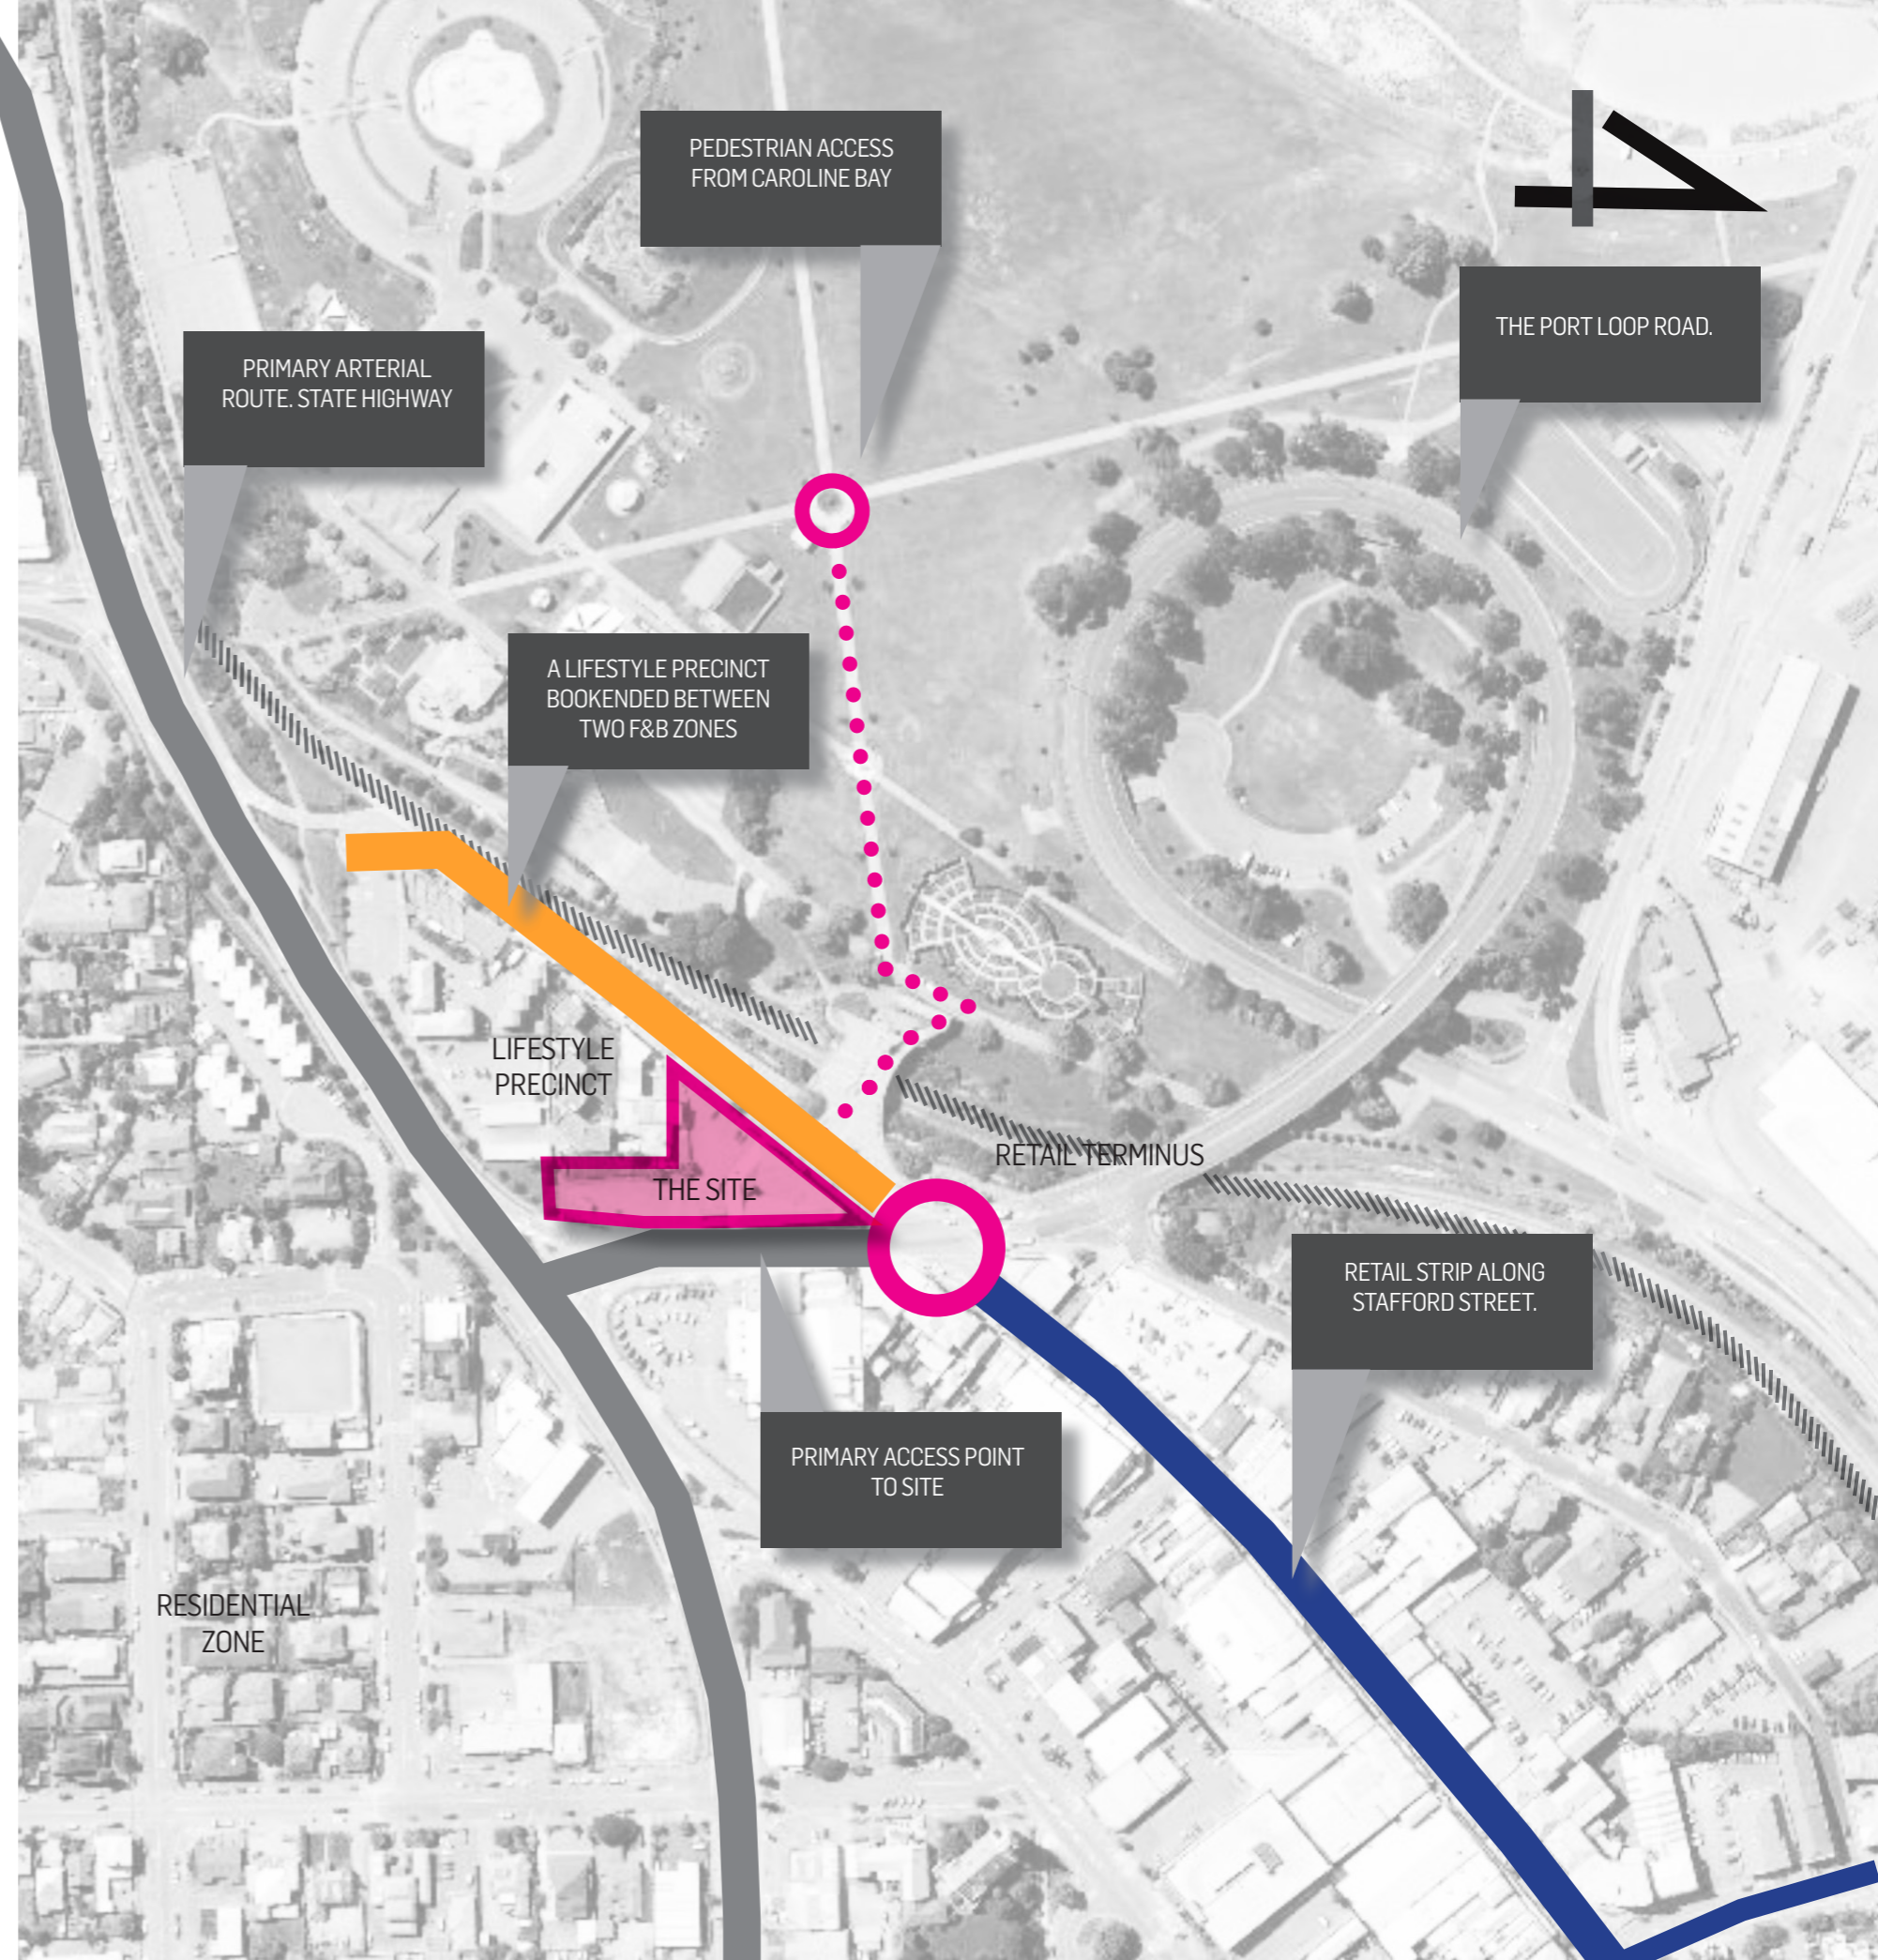 PEDESTRIAN ACCESS
FROM CAROLINE BAY
THE PORT LOOP ROAD.
PRIMARY ARTERIAL
ROUTE. STATE HIGHWAY
A LIFESTYLE PRECINCT
BOOKENDED BETWEEN
TWO F&B ZONES
LIFESTYLE
PRECINCT
THE SITE
RETAIL TERMINUS
RETAIL STRIP ALONG
STAFFORD STREET.
PRIMARY ACCESS POINT
TO SITE
RESIDENTIAL
ZONE